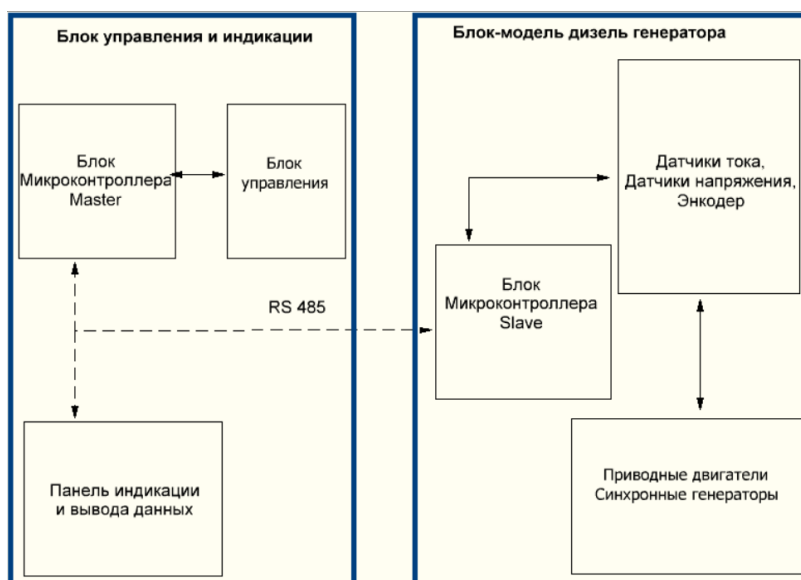 Блок управления и индикации
Блок
Микроконтроллера
Master
Блок
управления
RS 485
Панель индикации
и вывода данных
Блок-модель дизель генератора
Датчики тока,
Датчики напряжения,
Энкодер
Блок
Микроконтроллера
Slave
Приводные двигатели
Синхронные генераторы